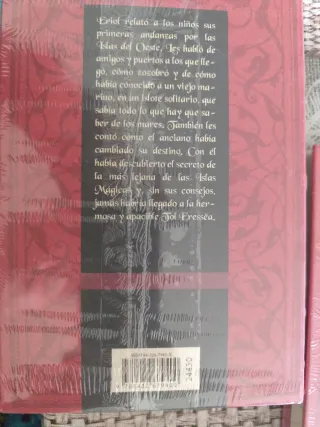 Eriol relató a los niños sus
primeras andanzas por las
Islas del Oeste. Les habló de
amigos y puertos a los que lle-
gó, cómo zozobró y de cómo
había conocido a un viejo ma-
rino, en un islote solitario, que
sabía todo lo que hay que sa-
ber de los mares. También les
contó como el anciano había
cambiado su destino. Con él
había descubierto el secreto de
la más lejana de las Islas
Mágicas y, sin sus consejos,
jamás habría llegado a la her-
mosa y apacible Tol Eressëa.